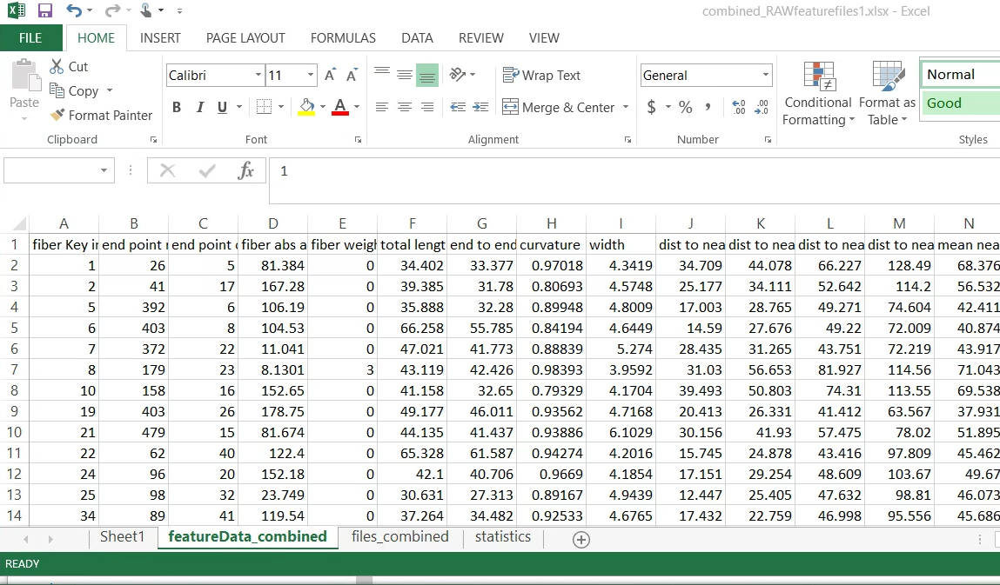 combined_RAWfeaturefiles1.xlsx - Excel
FILE HOME INSERT PAGE LAYOUT FORMULAS DATA REVIEW VIEW
Paste Cut Copy Format Painter
Clipboard
Calibri 11
B I U
Font
Wrap Text
Merge & Center
Alignment
General
$ % ,
Number
Conditional Formatting
Format as Table
Normal
Good
Styles
fx 1
A B C D E F G H I J K L M N
1 fiber Key in end point r end point c fiber abs a fiber weigh total lengt end to end curvature width dist to nea dist to nea dist to nea dist to nea mean nea
2 1 26 5 81.384 0 34.402 33.377 0.97018 4.3419 34.709 44.078 66.227 128.49 68.376
3 2 41 17 167.28 0 39.385 31.78 0.80693 4.5748 25.177 34.111 52.642 114.2 56.532
4 5 392 6 106.19 0 35.888 32.28 0.89948 4.8009 17.003 28.765 49.271 74.604 42.411
5 6 403 8 104.53 0 66.258 55.785 0.84194 4.6449 14.59 27.676 49.22 72.009 40.874
6 7 372 22 11.041 0 47.021 41.773 0.88839 5.274 28.435 31.265 43.751 72.219 43.917
7 8 179 23 8.1301 3 43.119 42.426 0.98393 3.9592 31.03 56.653 81.927 114.56 71.043
8 10 158 16 152.65 0 41.158 32.65 0.79329 4.1704 39.493 50.803 74.31 113.55 69.538
9 19 403 26 178.75 0 49.177 46.011 0.93562 4.7168 20.413 26.331 41.412 63.567 37.931
10 21 479 15 81.674 0 44.135 41.437 0.93886 6.1029 30.156 41.93 57.475 78.02 51.895
11 22 62 40 122.4 0 65.328 61.587 0.94274 4.2016 15.745 24.878 43.416 97.809 45.462
12 24 96 20 152.18 0 42.1 40.706 0.9669 4.1854 17.151 29.254 48.609 103.67 49.67
13 25 98 32 23.749 0 30.631 27.313 0.89167 4.9439 12.447 25.405 47.632 98.81 46.073
14 34 89 41 119.54 0 37.264 34.482 0.92533 4.6765 17.432 22.759 46.998 95.556 45.686
Sheet1 featureData_combined files_combined statistics
READY